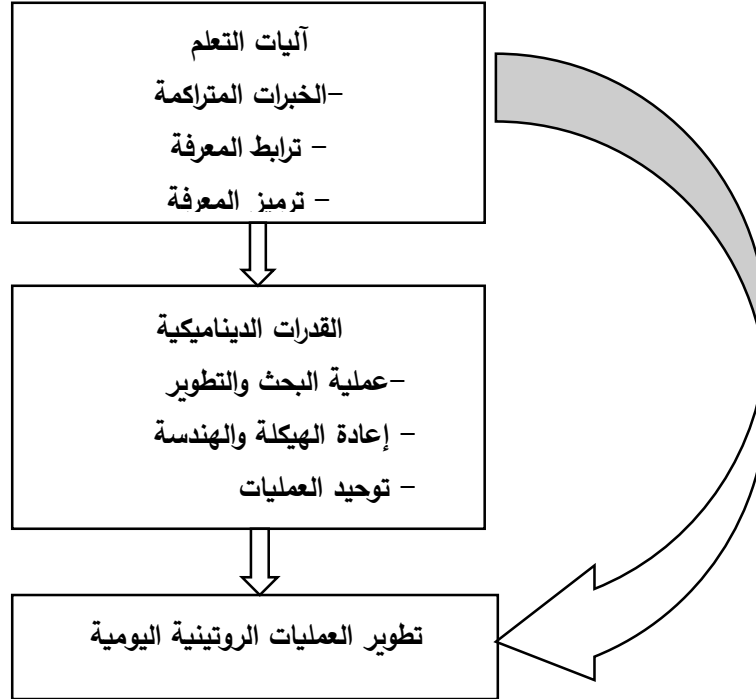 آليات التعلم
-الخبرات المتراكمة
- ترابط المعرفة
- ترميز المعرفة
القدرات الديناميكية
-عملية البحث والتطوير
- إعادة الهيكلة والهندسة
- توحيد العمليات
تطوير العمليات الروتينية اليومية